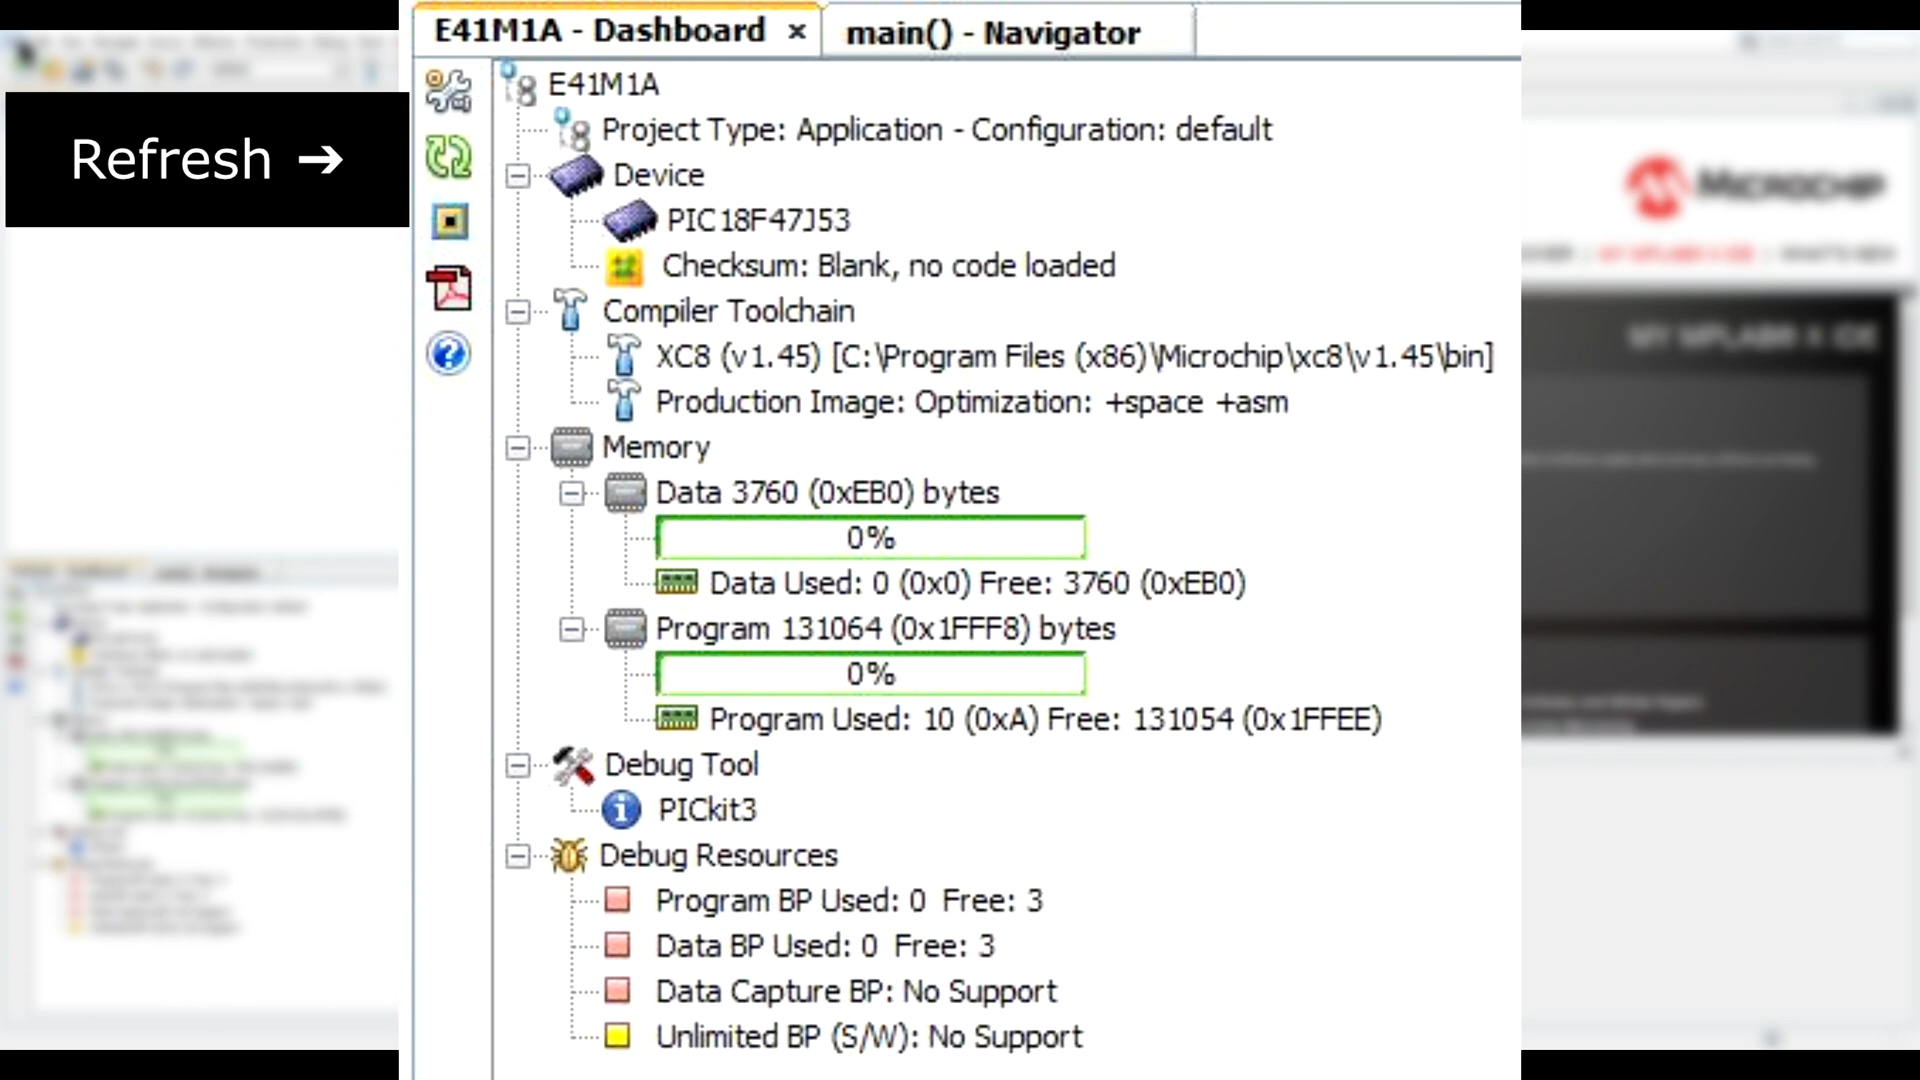 E41M1A - Dashboard ×
main() - Navigator
Refresh ➔
E41M1A
Project Type: Application - Configuration: default
Device
PIC18F47J53
Checksum: Blank, no code loaded
Compiler Toolchain
XC8 (v1.45) [C:\Program Files (x86)\Microchip\xc8\v1.45\bin]
Production Image: Optimization: +space +asm
Memory
Data 3760 (0xEB0) bytes
0%
Data Used: 0 (0x0) Free: 3760 (0xEB0)
Program 131064 (0x1FFF8) bytes
0%
Program Used: 10 (0xA) Free: 131054 (0x1FFEE)
Debug Tool
PICkit3
Debug Resources
Program BP Used: 0 Free: 3
Data BP Used: 0 Free: 3
Data Capture BP: No Support
Unlimited BP (S/W): No Support
MICROCHIP
MY MPLAB® X IDE